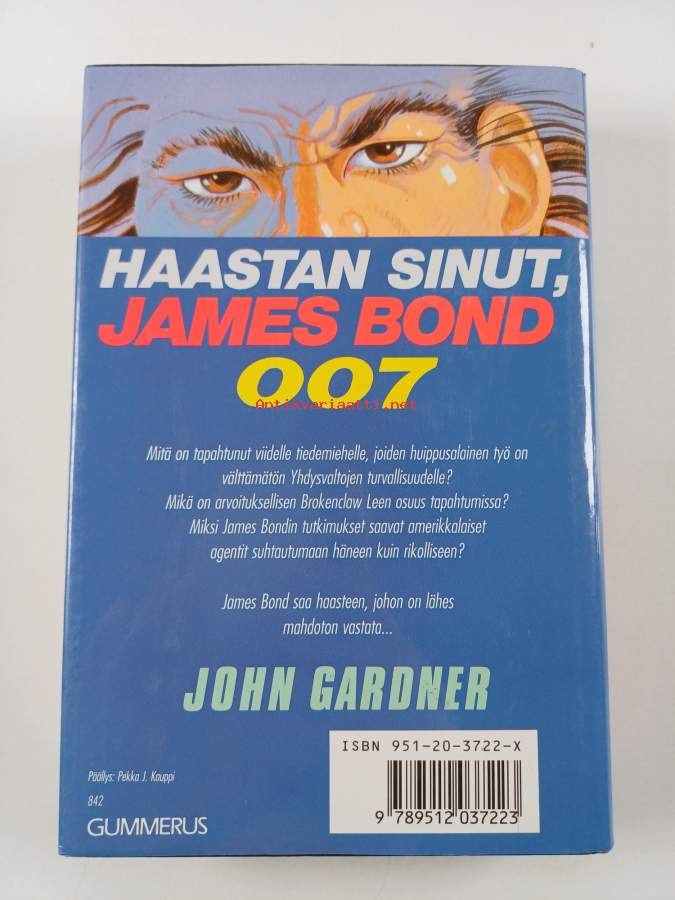 HAASTAN SINUT,
JAMES BOND
007
Antikvariaatti.net
Mitä on tapahtunut viidelle tiedemiehelle, joiden huippusalainen työ on
välttämätön Yhdysvaltojen turvallisuudelle?
Mikä on arvoituksellisen Brokenclaw Leen osuus tapahtumissa?
Miksi James Bondin tutkimukset saavat amerikkalaiset
agentit suhtautumaan häneen kuin rikolliseen?
James Bond saa haasteen, johon on lähes
mahdoton vastata...
JOHN GARDNER
ISBN 951-20-3722-X
9 789512 037223
Päällys: Pekka J. Kauppi
842
GUMMERUS